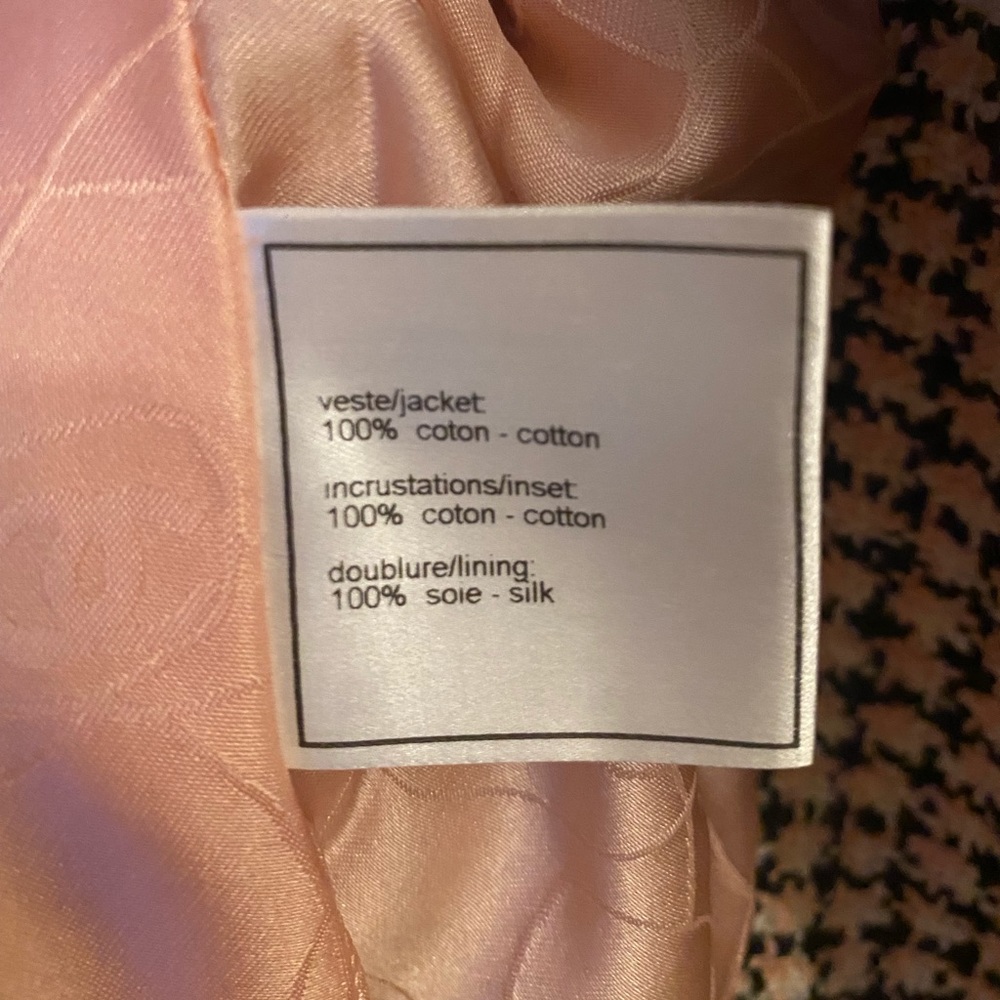 veste/jacket:
100% coton - cotton
incrustations/inset:
100% coton - cotton
doublure/lining:
100% soie - silk